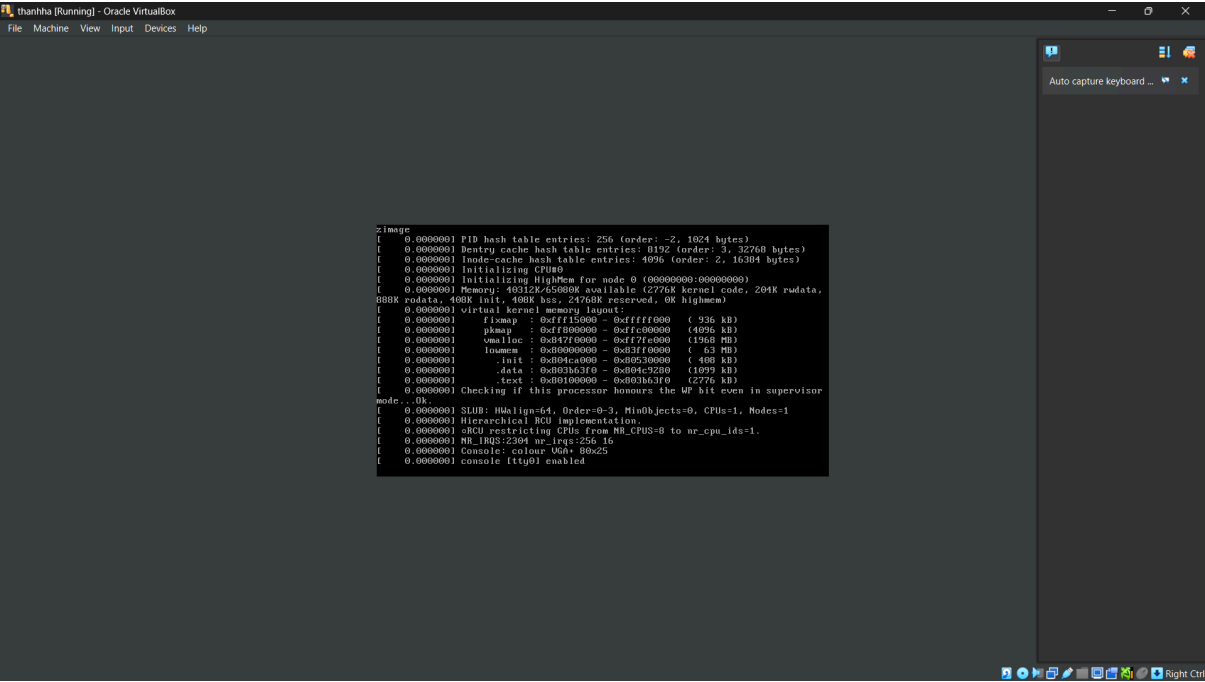 thanhha [Running] - Oracle VirtualBox
File Machine View Input Devices Help
Auto capture keyboard ...
zimage
[    0.000000] PID hash table entries: 256 (order: -2, 1024 bytes)
[    0.000000] Dentry cache hash table entries: 8192 (order: 3, 32768 bytes)
[    0.000000] Inode-cache hash table entries: 4096 (order: 2, 16384 bytes)
[    0.000000] Initializing CPU#0
[    0.000000] Initializing HighMem for node 0 (00000000:00000000)
[    0.000000] Memory: 40312K/65080K available (2776K kernel code, 204K rwdata,
888K rodata, 408K init, 408K bss, 24768K reserved, 0K highmem)
[    0.000000] virtual kernel memory layout:
[    0.000000]     fixmap  : 0xfff15000 - 0xfffff000   ( 936 kB)
[    0.000000]     pkmap   : 0xff800000 - 0xffc00000   (4096 kB)
[    0.000000]     vmalloc : 0x847f0000 - 0xff7fe000   (1968 MB)
[    0.000000]     lowmem  : 0x80000000 - 0x83ff0000   (  63 MB)
[    0.000000]       .init : 0x804ca000 - 0x80530000   ( 408 kB)
[    0.000000]       .data : 0x803b63f0 - 0x804c9280   (1099 kB)
[    0.000000]       .text : 0x80100000 - 0x803b63f0   (2776 kB)
[    0.000000] Checking if this processor honours the WP bit even in supervisor
mode...Ok.
[    0.000000] SLUB: HWalign=64, Order=0-3, MinObjects=0, CPUs=1, Nodes=1
[    0.000000] Hierarchical RCU implementation.
[    0.000000] ○RCU restricting CPUs from NR_CPUS=8 to nr_cpu_ids=1.
[    0.000000] NR_IRQS:2304 nr_irqs:256 16
[    0.000000] Console: colour VGA+ 80x25
[    0.000000] console [tty0] enabled
Right Ctrl